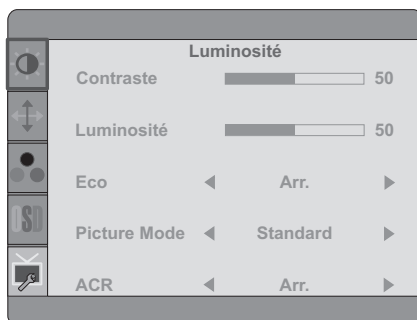 Luminosité
Contraste 50
Luminosité 50
Eco Arr.
OSD
Picture Mode Standard
ACR Arr.